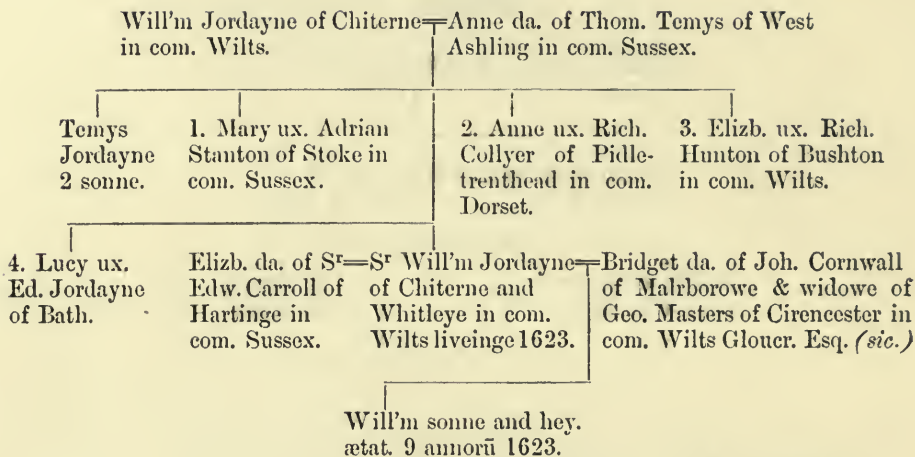 Will'm Jordayne of Chiterne
in com. Wilts.
Anne da. of Thom. Temys of West
Ashling in com. Sussex.
Temys
Jordayne
2 sonne.
1. Mary ux. Adrian
Stanton of Stoke in
com. Sussex.
2. Anne ux. Rich.
Collyer of Pidle-
trenthead in com.
Dorset.
3. Elizb. ux. Rich.
Hunton of Bushton
in com. Wilts.
4. Lucy ux.
Ed. Jordayne
of Bath.
Elizb. da. of Sʳ
Edw. Carroll of
Hartinge in
com. Sussex.
Sʳ Will'm Jordayne
of Chiterne and
Whitleye in com.
Wilts liveinge 1623.
Bridget da. of Joh. Cornwall
of Malrborowe & widowe of
Geo. Masters of Cirencester in
com. Wilts Gloucr. Esq. (sic.)
Will'm sonne and hey.
ætat. 9 annorū 1623.